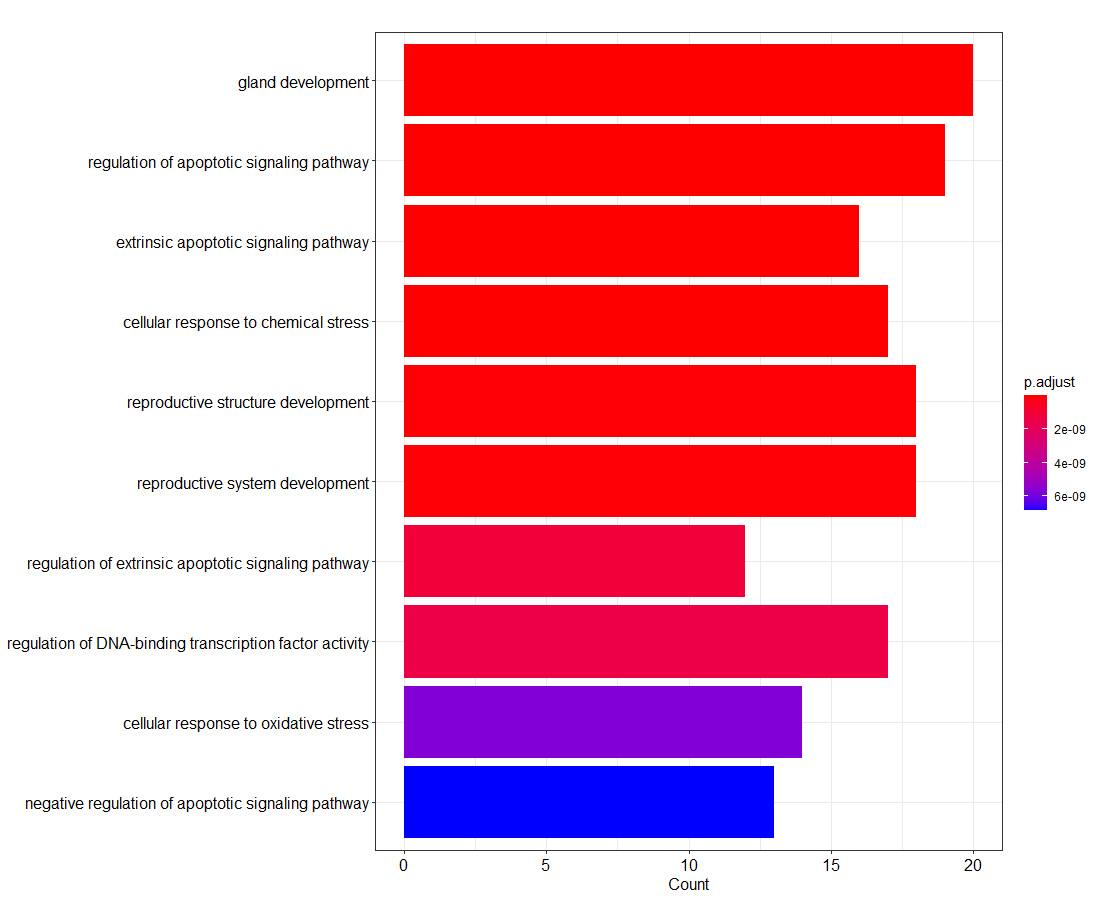 gland development
regulation of apoptotic signaling pathway
extrinsic apoptotic signaling pathway
cellular response to chemical stress
reproductive structure development
reproductive system development
regulation of extrinsic apoptotic signaling pathway
regulation of DNA-binding transcription factor activity
cellular response to oxidative stress
negative regulation of apoptotic signaling pathway
0 5 10 15 20
Count
p.adjust
2e-09
4e-09
6e-09